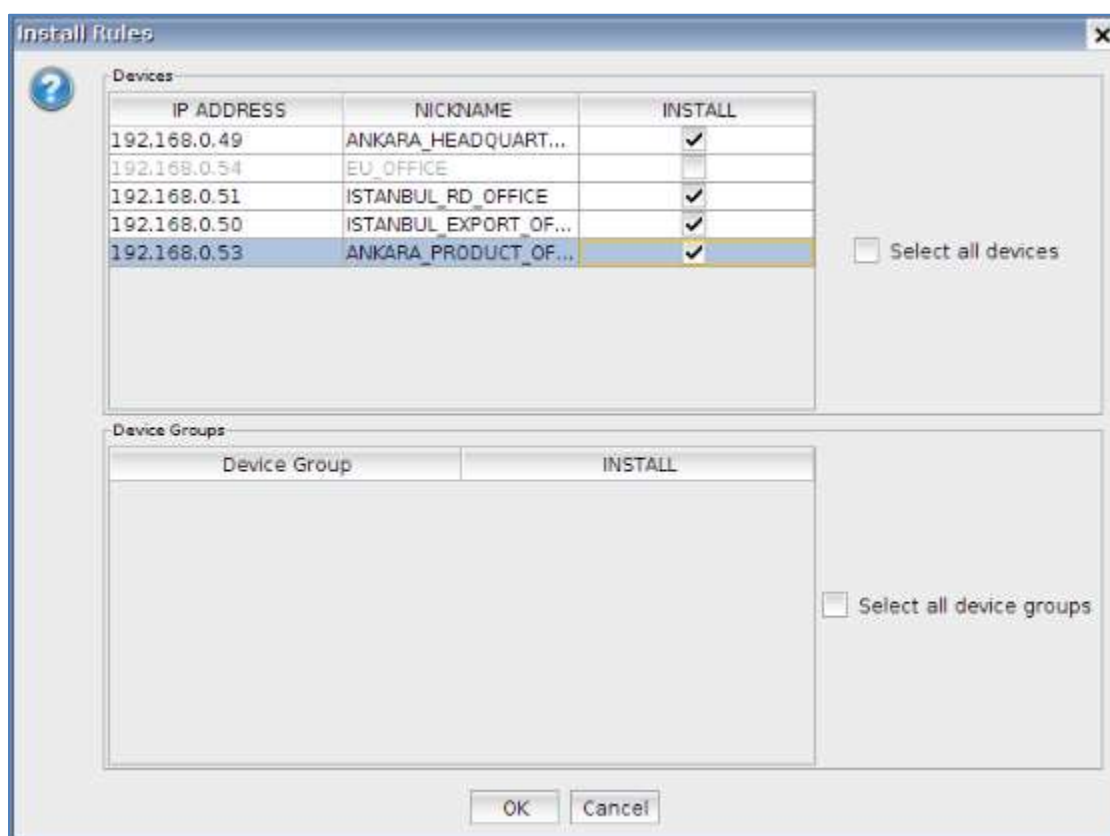 Install Rules
Devices
IP ADDRESS NICKNAME INSTALL
192.168.0.49 ANKARA_HEADQUART...
192.168.0.54 EU_OFFICE
192.168.0.51 ISTANBUL_RD_OFFICE
192.168.0.50 ISTANBUL_EXPORT_OF...
192.168.0.53 ANKARA_PRODUCT_OF...
Select all devices
Device Groups
Device Group INSTALL
Select all device groups
OK Cancel